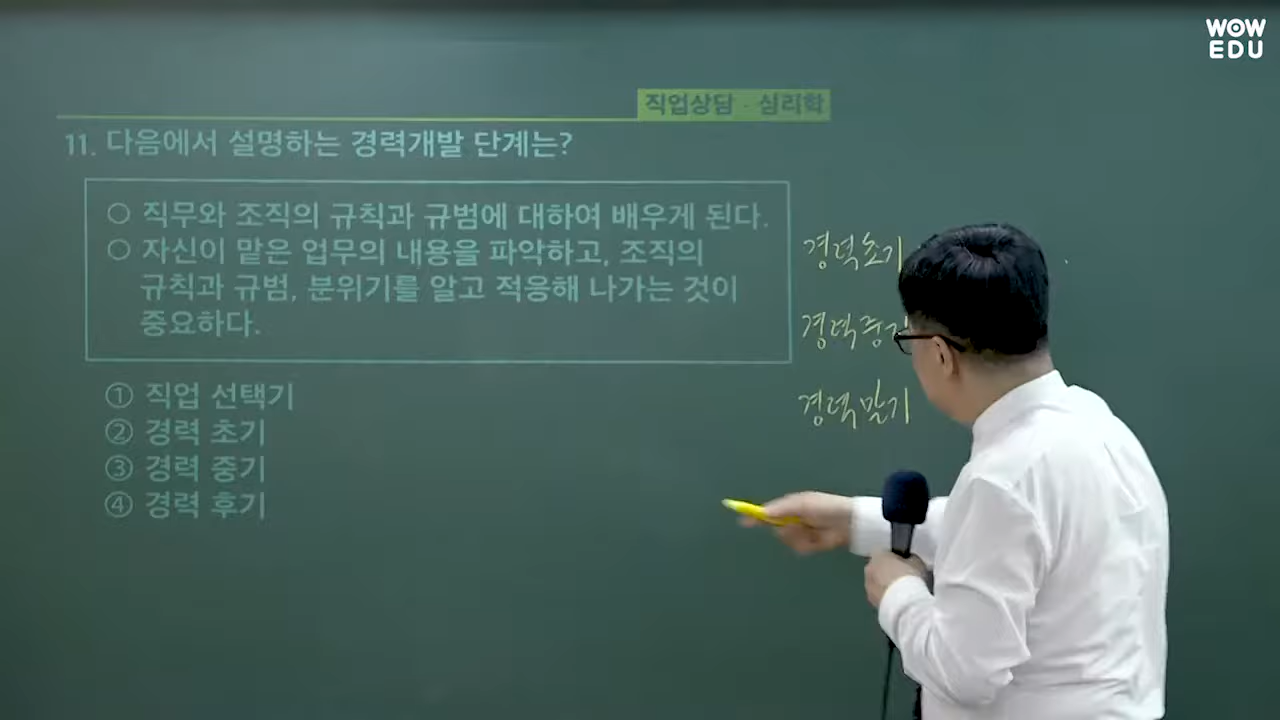 WOW
EDU
직업상담 - 심리학
11. 다음에서 설명하는 경력개발 단계는?
○ 직무와 조직의 규칙과 규범에 대하여 배우게 된다.
○ 자신이 맡은 업무의 내용을 파악하고, 조직의
규칙과 규범, 분위기를 알고 적응해 나가는 것이
중요하다.
경력초기
경력중기
경력말기
① 직업 선택기
② 경력 초기
③ 경력 중기
④ 경력 후기